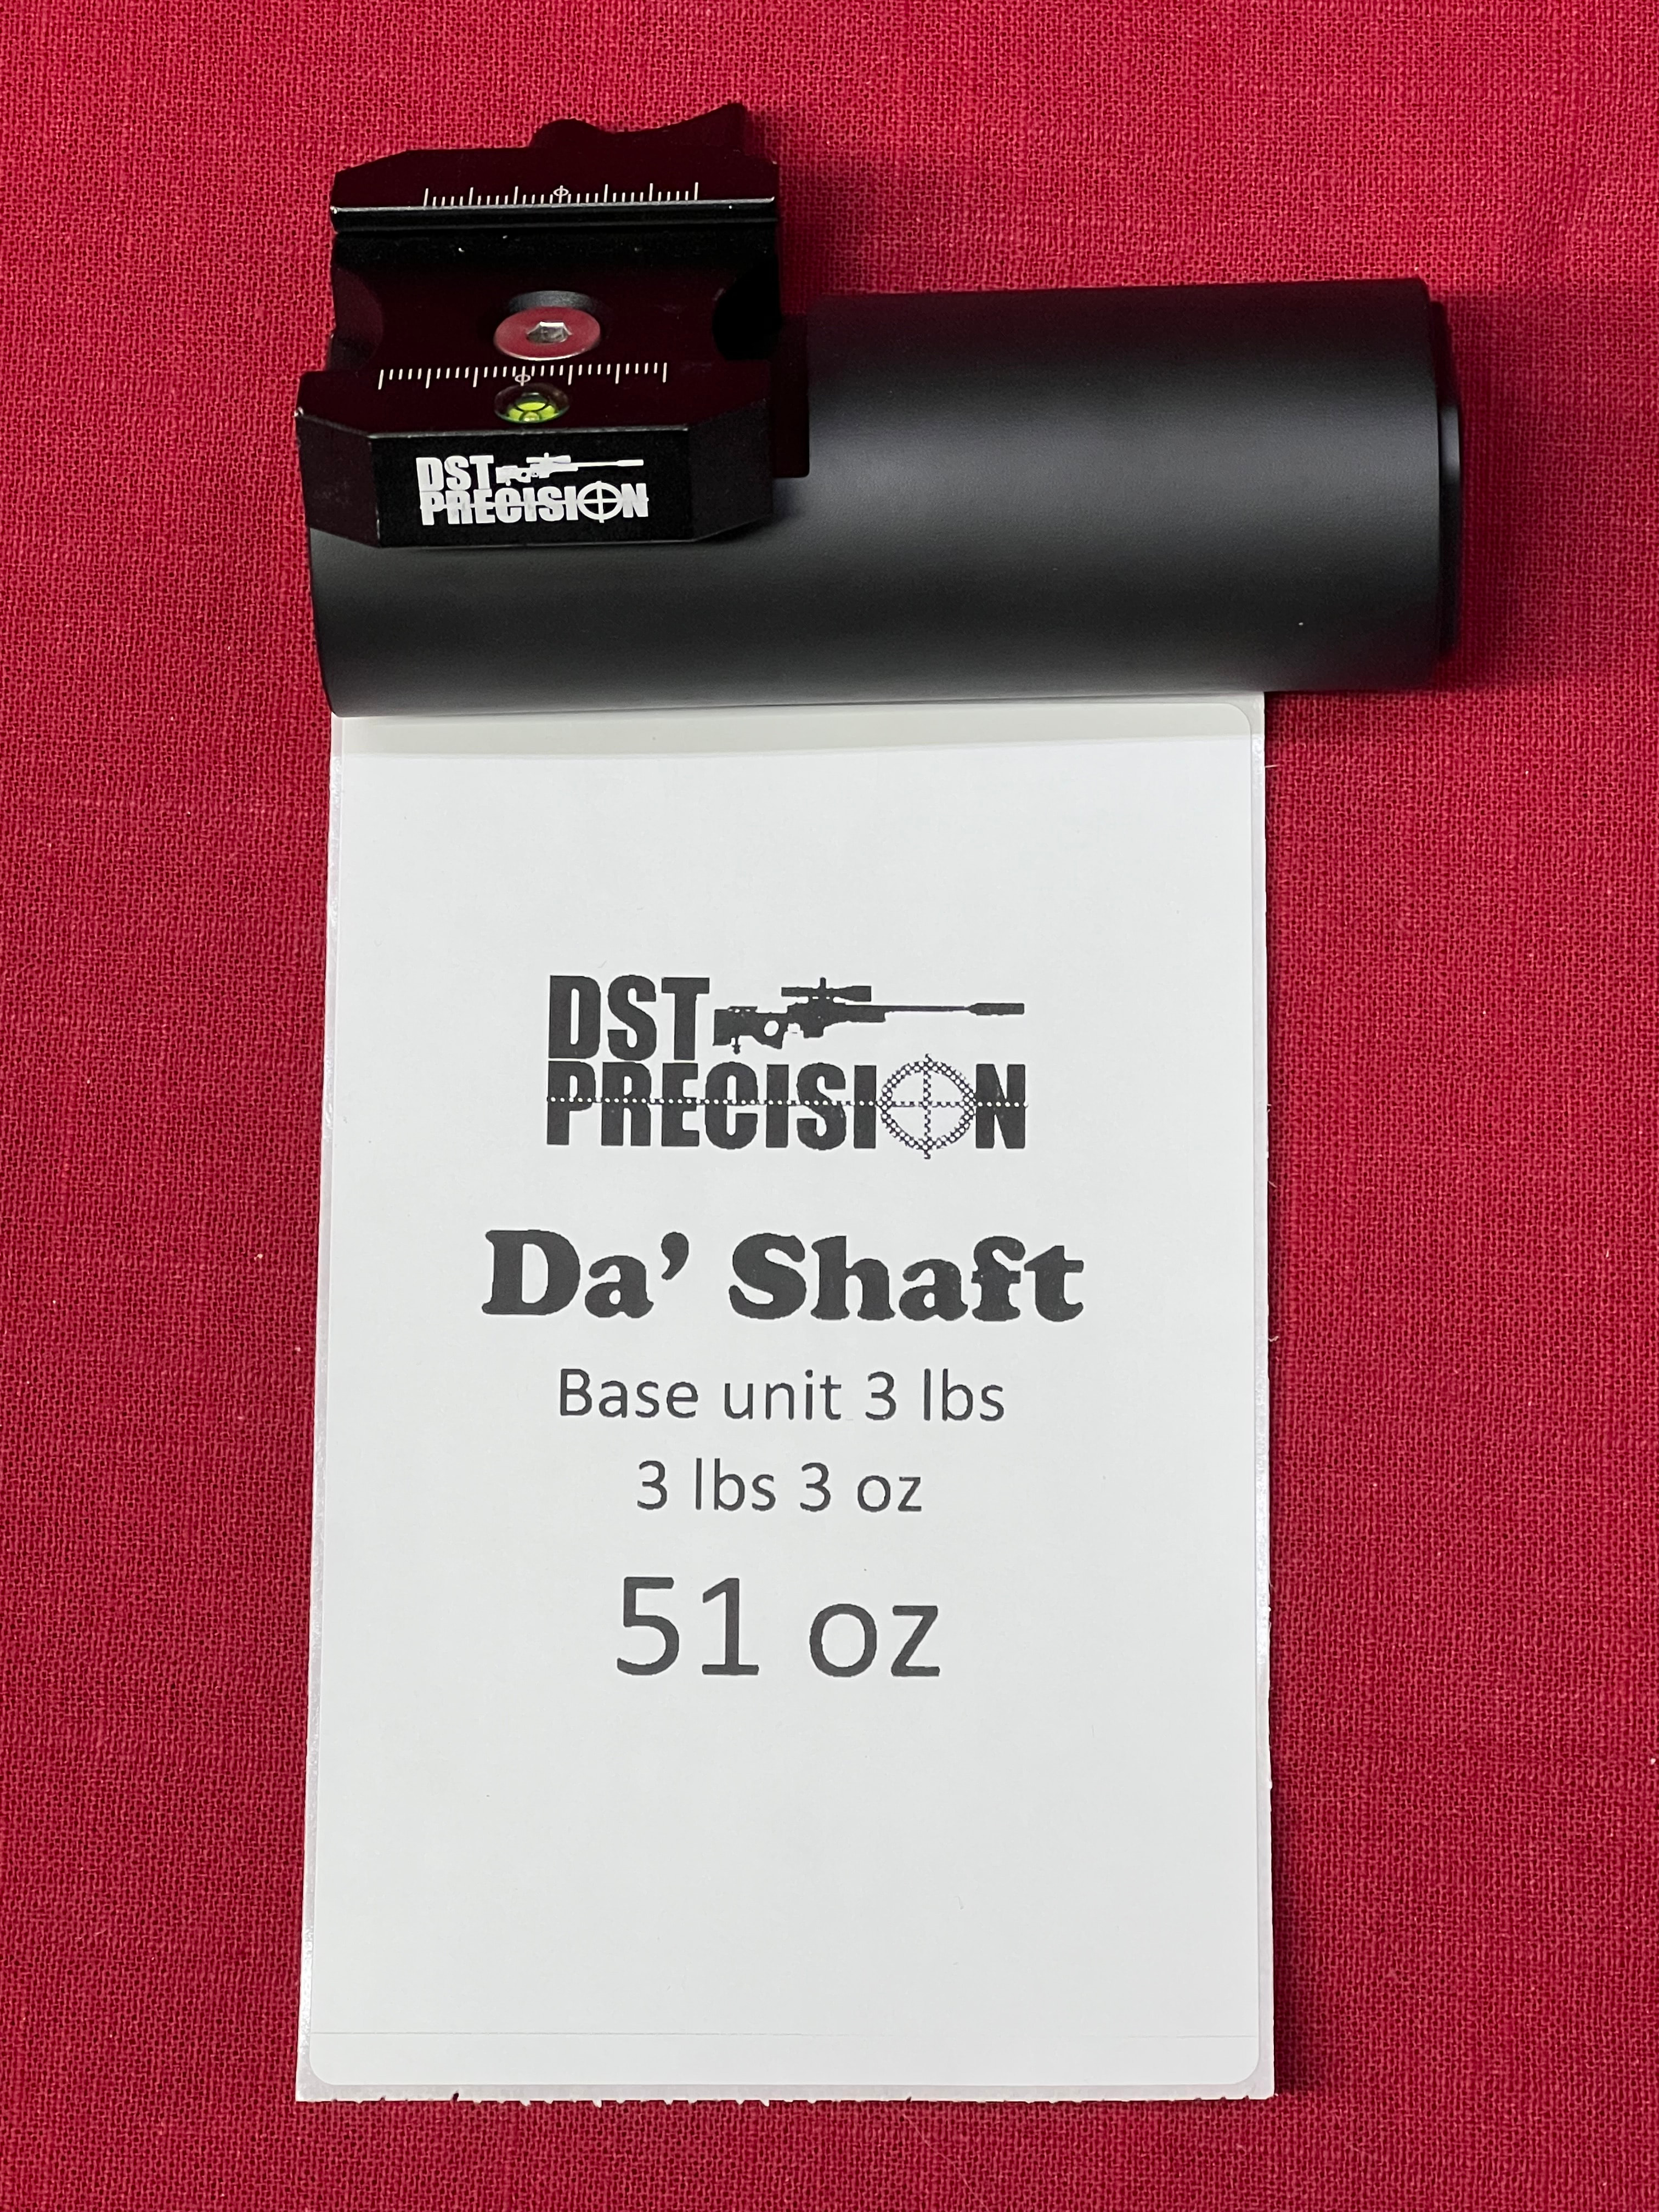 DST
PRECISION
DST
PRECISION
Da’ Shaft
Base unit 3 lbs
3 lbs 3 oz
51 oz